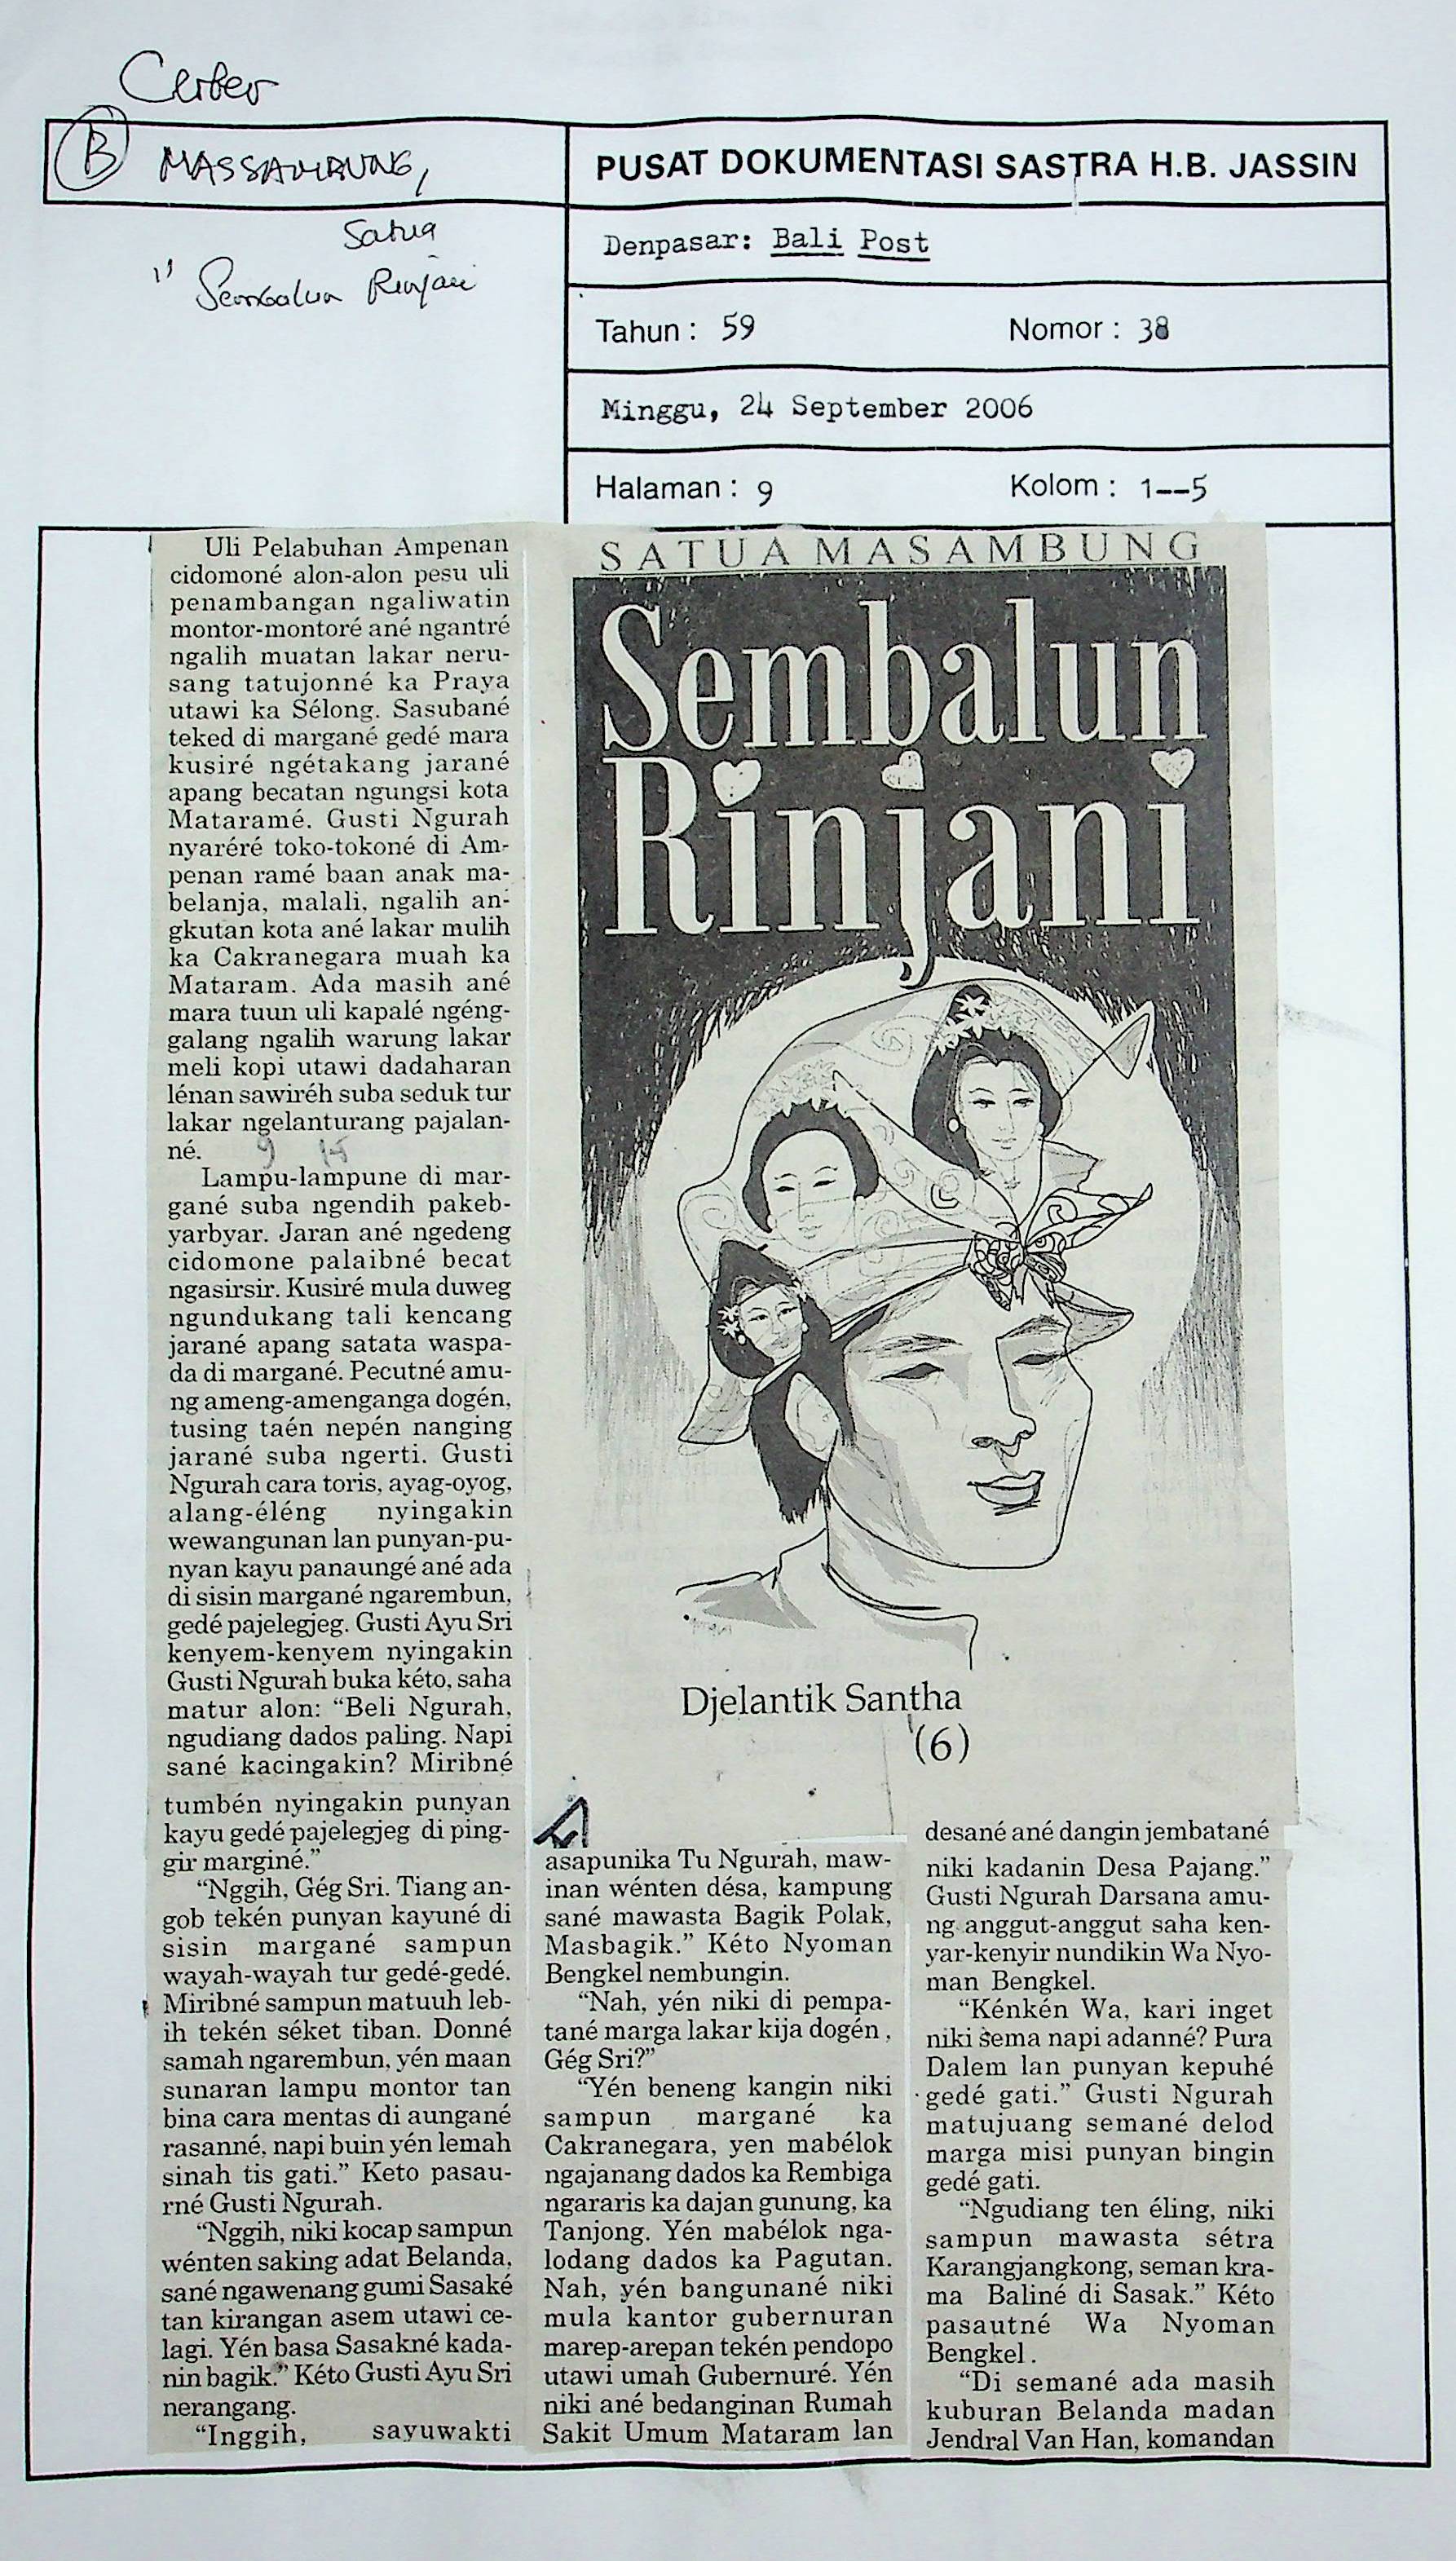 Cerber
B MASSAMBUNG,
Satua
" Sembalun Rinjani
PUSAT DOKUMENTASI SASTRA H.B. JASSIN
Denpasar: Bali Post
Tahun : 59 Nomor : 38
Minggu, 24 September 2006
Halaman : 9 Kolom : 1--5
Uli Pelabuhan Ampenan
cidomoné alon-alon pesu uli
penambangan ngaliwatin
montor-montoré ané ngantré
ngalih muatan lakar neru-
sang tatujonné ka Praya
utawi ka Sélong. Sasubané
teked di margané gedé mara
kusiré ngétakang jarané
apang becatan ngungsi kota
Mataramé. Gusti Ngurah
nyaréré toko-tokoné di Am-
penan ramé baan anak ma-
belanja, malali, ngalih an-
gkutan kota ané lakar mulih
ka Cakranegara muah ka
Mataram. Ada masih ané
mara tuun uli kapalé ngéng-
galang ngalih warung lakar
meli kopi utawi dadaharan
lénan sawiréh suba seduk tur
lakar ngelanturang pajalan-
né.
Lampu-lampune di mar-
gané suba ngendih pakeb-
yarbyar. Jaran ané ngedeng
cidomone palaibné becat
ngasirsir. Kusiré mula duweg
ngundukang tali kencang
jarané apang satata waspa-
da di margané. Pecutné amu-
ng ameng-amenganga dogén,
tusing taén nepén nanging
jarané suba ngerti. Gusti
Ngurah cara toris, ayag-oyog,
alang-éléng nyingakin
wewangunan lan punyan-pu-
nyan kayu panaungé ané ada
di sisin margané ngarembun,
gedé pajelegjeg. Gusti Ayu Sri
kenyem-kenyem nyingakin
Gusti Ngurah buka kéto, saha
matur alon: “Beli Ngurah,
ngudiang dados paling. Napi
sané kacingakin? Miribné
tumbén nyingakin punyan
kayu gedé pajelegjeg di ping-
gir marginé.”
“Nggih, Gég Sri. Tiang an-
gob tekén punyan kayuné di
sisin margané sampun
wayah-wayah tur gedé-gedé.
Miribné sampun matuuh leb-
ih tekén séket tiban. Donné
samah ngarembun, yén maan
sunaran lampu montor tan
bina cara mentas di aungané
rasanné, napi buin yén lemah
sinah tis gati.” Keto pasau-
rné Gusti Ngurah.
“Nggih, niki kocap sampun
wénten saking adat Belanda,
sané ngawenang gumi Sasaké
tan kirangan asem utawi ce-
lagi. Yén basa Sasakné kada-
nin bagik.” Kéto Gusti Ayu Sri
nerangang.
“Inggih, sayuwakti
SATUA MASAMBUNG
Sembalun
Rinjani
Djelantik Santha
(6)
asapunika Tu Ngurah, maw-
inan wénten désa, kampung
sané mawasta Bagik Polak,
Masbagik.” Kéto Nyoman
Bengkel nembungin.
“Nah, yén niki di pempa-
tané marga lakar kija dogén,
Gég Sri?”
“Yén beneng kangin niki
sampun margané ka
Cakranegara, yen mabélok
ngajanang dados ka Rembiga
ngararis ka dajan gunung, ka
Tanjong. Yén mabélok nga-
lodang dados ka Pagutan.
Nah, yén bangunané niki
mula kantor gubernuran
marep-arepan tekén pendopo
utawi umah Gubernuré. Yén
niki ané bedanginan Rumah
Sakit Umum Mataram lan
desané ané dangin jembatané
niki kadanin Desa Pajang.”
Gusti Ngurah Darsana amu-
ng anggut-anggut saha ken-
yar-kenyir nundikin Wa Nyo-
man Bengkel.
“Kénkén Wa, kari inget
niki sema napi adanné? Pura
Dalem lan punyan kepuhé
gedé gati.” Gusti Ngurah
matujuang semané delod
marga misi punyan bingin
gedé gati.
“Ngudiang ten éling, niki
sampun mawasta sétra
Karangjangkong, seman kra-
ma Baliné di Sasak.” Kéto
pasautné Wa Nyoman
Bengkel.
“Di semané ada masih
kuburan Belanda madan
Jendral Van Han, komandan